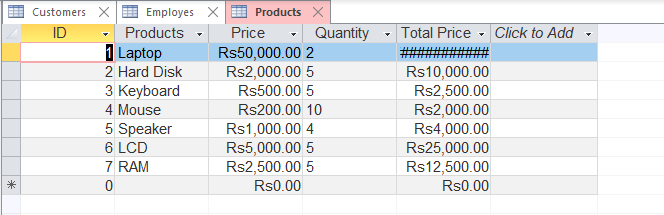 Customers Employes Products
ID Products Price Quantity Total Price Click to Add
1 Laptop Rs50,000.00 2 ###########
2 Hard Disk Rs2,000.00 5 Rs10,000.00
3 Keyboard Rs500.00 5 Rs2,500.00
4 Mouse Rs200.00 10 Rs2,000.00
5 Speaker Rs1,000.00 4 Rs4,000.00
6 LCD Rs5,000.00 5 Rs25,000.00
7 RAM Rs2,500.00 5 Rs12,500.00
0 Rs0.00 Rs0.00